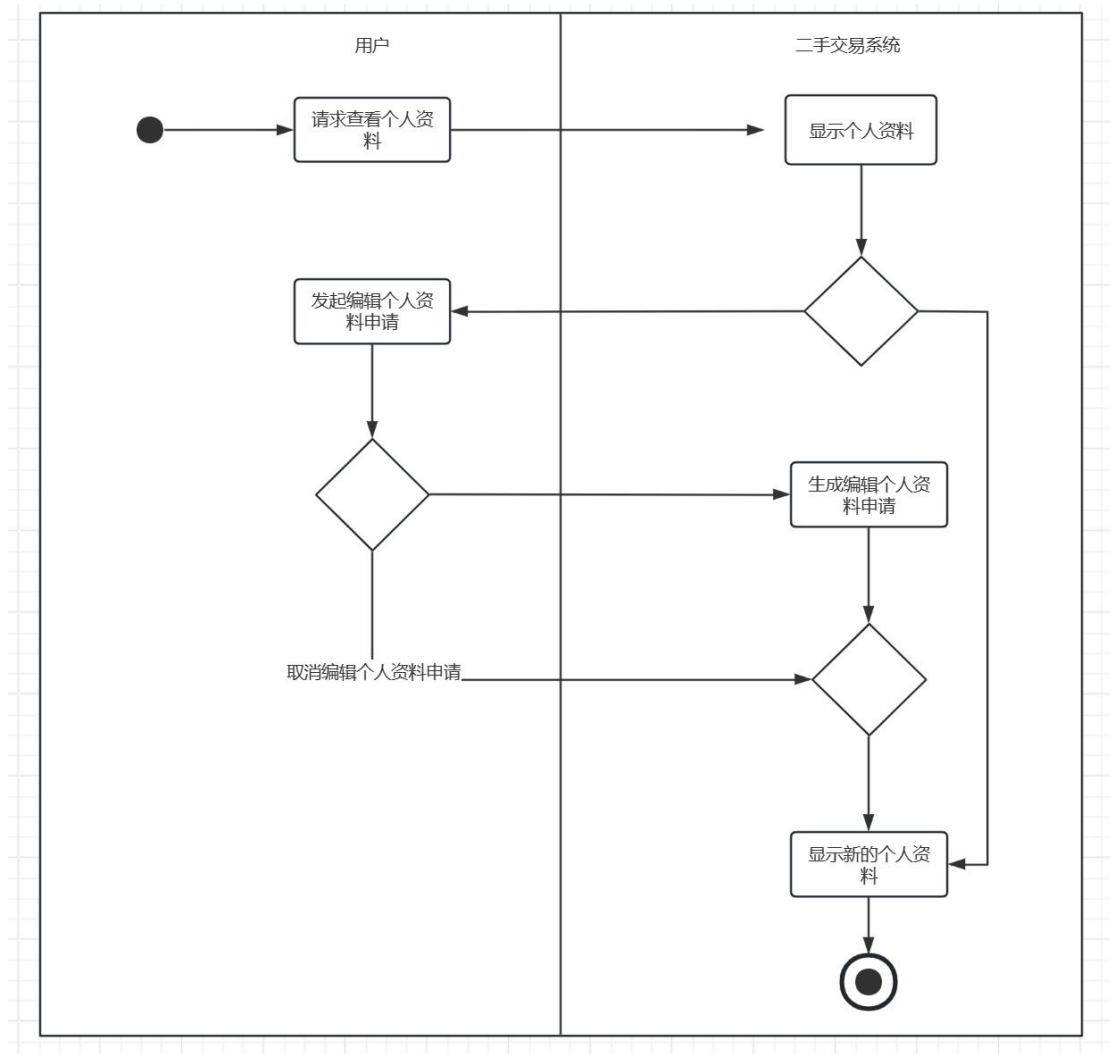 用户
二手交易系统
请求查看个人资
料
显示个人资料
发起编辑个人资
料申请
生成编辑个人资
料申请
取消编辑个人资料申请
显示新的个人资
料